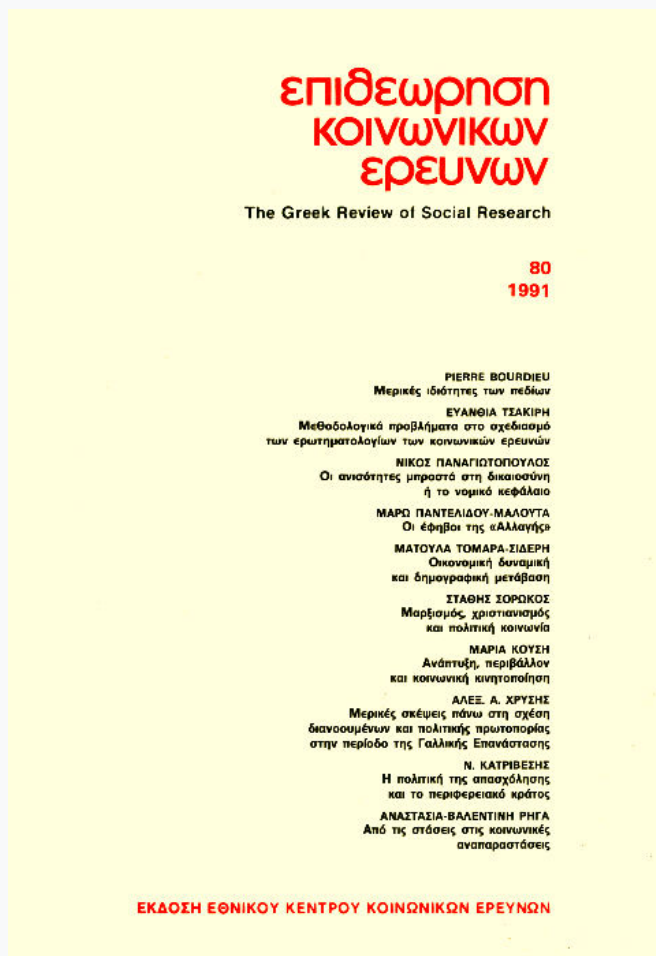 επιθεωρηση
κοινωνικων
ερευνων
The Greek Review of Social Research
80
1991
PIERRE BOURDIEU
Μερικές ιδιότητες των πεδίων
ΕΥΑΝΘΙΑ ΤΣΑΚΙΡΗ
Μεθοδολογικά προβλήματα στο σχεδιασμό
των ερωτηματολογίων των κοινωνικών ερευνών
ΝΙΚΟΣ ΠΑΝΑΓΙΩΤΟΠΟΥΛΟΣ
Οι ανισότητες μπροστά στη δικαιοσύνη
ή το νομικό κεφάλαιο
ΜΑΡΩ ΠΑΝΤΕΛΙΔΟΥ-ΜΑΛΟΥΤΑ
Οι έφηβοι της «Αλλαγής»
ΜΑΤΟΥΛΑ ΤΟΜΑΡΑ-ΣΙΔΕΡΗ
Οικονομική δυναμική
και δημογραφική μετάβαση
ΣΤΑΘΗΣ ΣΟΡΩΚΟΣ
Μαρξισμός, χριστιανισμός
και πολιτική κοινωνία
ΜΑΡΙΑ ΚΟΥΣΗ
Ανάπτυξη, περιβάλλον
και κοινωνική κινητοποίηση
ΑΛΕΞ. Α. ΧΡΥΣΗΣ
Μερικές σκέψεις πάνω στη σχέση
διανοουμένων και πολιτικής πρωτοπορίας
στην περίοδο της Γαλλικής Επανάστασης
Ν. ΚΑΤΡΙΒΕΣΗΣ
Η πολιτική της απασχόλησης
και το περιφερειακό κράτος
ΑΝΑΣΤΑΣΙΑ-ΒΑΛΕΝΤΙΝΗ ΡΗΓΑ
Από τις στάσεις στις κοινωνικές
αναπαραστάσεις
ΕΚΔΟΣΗ ΕΘΝΙΚΟΥ ΚΕΝΤΡΟΥ ΚΟΙΝΩΝΙΚΩΝ ΕΡΕΥΝΩΝ